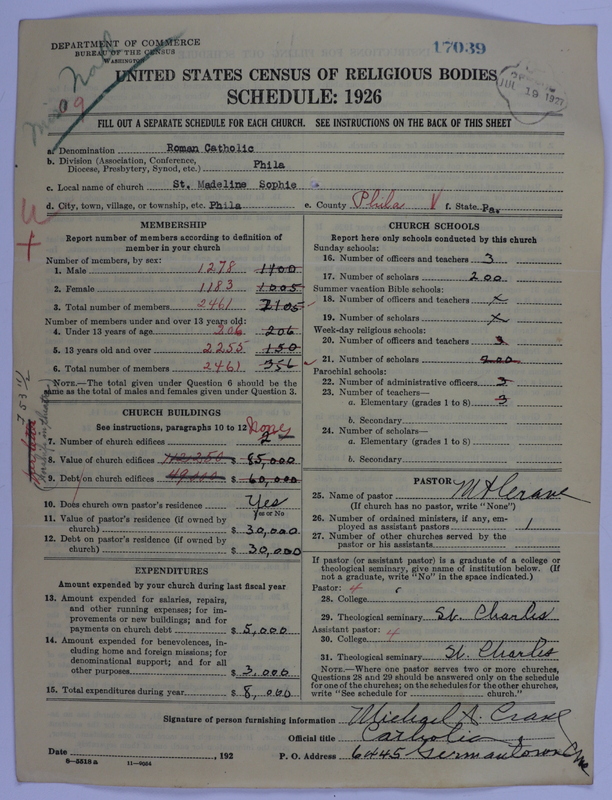 DEPARTMENT OF COMMERCE
BUREAU OF THE CENSUS
WASHINGTON
17039
JUL 19 1927
UNITED STATES CENSUS OF RELIGIOUS BODIES
SCHEDULE: 1926
FILL OUT A SEPARATE SCHEDULE FOR EACH CHURCH. SEE INSTRUCTIONS ON THE BACK OF THIS SHEET
a. Denomination Roman Catholic
b. Division (Association, Conference,
Diocese, Presbytery, Synod, etc.) Phila
c. Local name of church St. Madeline Sophie
d. City, town, village, or township, etc. Phila e. County Phila f. State Pa.
MEMBERSHIP
Report number of members according to definition of
member in your church
Number of members, by sex:
1. Male 1278 1100
2. Female 1183 1005
3. Total number of members 2461 2105
Number of members under and over 13 years old:
4. Under 13 years of age 206 206
5. 13 years old and over 2255 150
6. Total number of members 2461 356
NOTE.—The total given under Question 6 should be the
same as the total of males and females given under Question 3.
CHURCH BUILDINGS
See instructions, paragraphs 10 to 12
7. Number of church edifices None 2
8. Value of church edifices $ 85,000
9. Debt on church edifices $ 60,000
10. Does church own pastor's residence? Yes
Yes or No
11. Value of pastor's residence (if owned by
church) $ 30,000
12. Debt on pastor's residence (if owned by
church) $ 30,000
EXPENDITURES
Amount expended by your church during last fiscal year
13. Amount expended for salaries, repairs,
and other running expenses; for im-
provements or new buildings; and for
payments on church debt $ 5,000
14. Amount expended for benevolences, in-
cluding home and foreign missions; for
denominational support; and for all
other purposes $ 3,000
15. Total expenditures during year $ 8,000
CHURCH SCHOOLS
Report here only schools conducted by this church
Sunday schools:
16. Number of officers and teachers 3
17. Number of scholars 200
Summer vacation Bible schools:
18. Number of officers and teachers x
19. Number of scholars x
Week-day religious schools:
20. Number of officers and teachers 3
21. Number of scholars 200
Parochial schools:
22. Number of administrative officers 3
23. Number of teachers—
a. Elementary (grades 1 to 8) 3
b. Secondary
24. Number of scholars—
a. Elementary (grades 1 to 8)
b. Secondary
PASTOR
25. Name of pastor M A Crane
(If church has no pastor, write "None")
26. Number of ordained ministers, if any, em-
ployed as assistant pastors 1
27. Number of other churches served by the
pastor or his assistants
If pastor (or assistant pastor) is a graduate of a college or
theological seminary, give name of institution below. (If
not a graduate, write "No" in the space indicated.)
Pastor: 4
28. College
29. Theological seminary St. Charles
Assistant pastor: 4
30. College
31. Theological seminary St. Charles
NOTE.—Where one pastor serves two or more churches,
Questions 28 and 29 should be answered only on the schedule
for one of the churches; on the schedules for the other churches,
write "See schedule for church."
Signature of person furnishing information Michael A. Crane
Official title Catholic
Date , 192 P. O. Address 6445 Germantown Ave
8-5518 a 11-9064